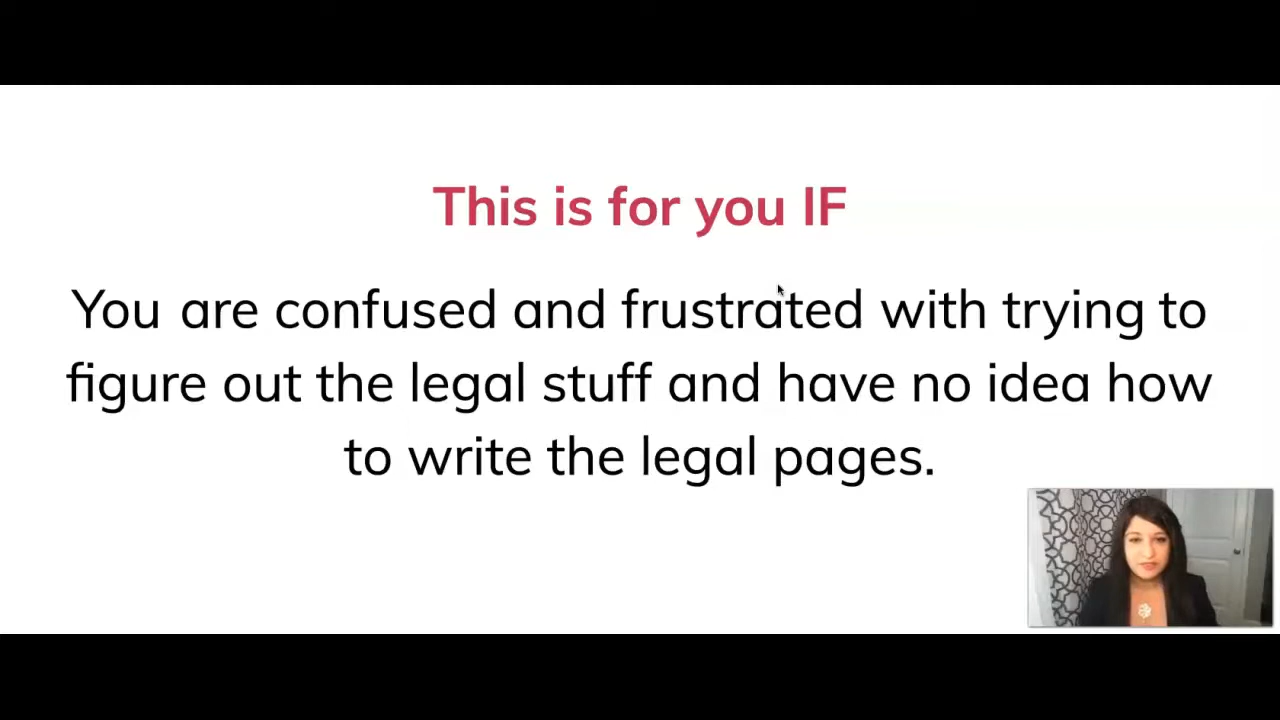 This is for you IF
You are confused and frustrated with trying to
figure out the legal stuff and have no idea how
to write the legal pages.